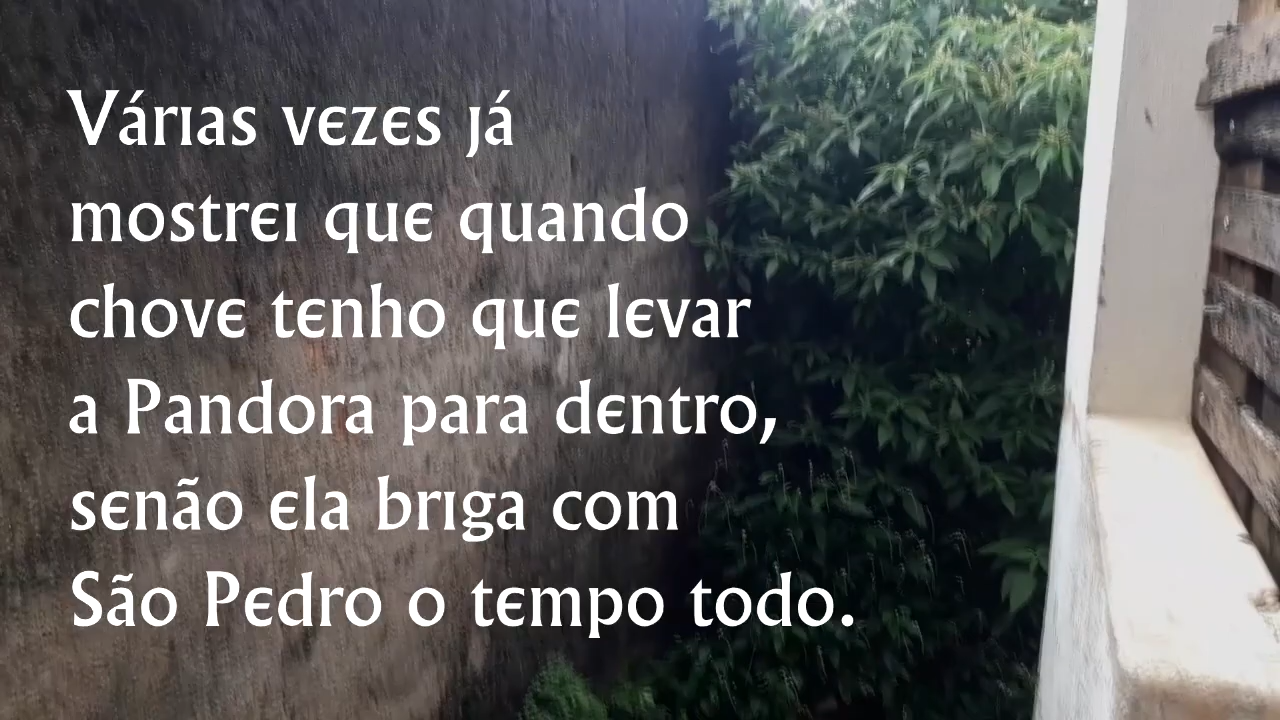 Várias vezes já
mostrei que quando
chove tenho que levar
a Pandora para dentro,
senão ela briga com
São Pedro o tempo todo.